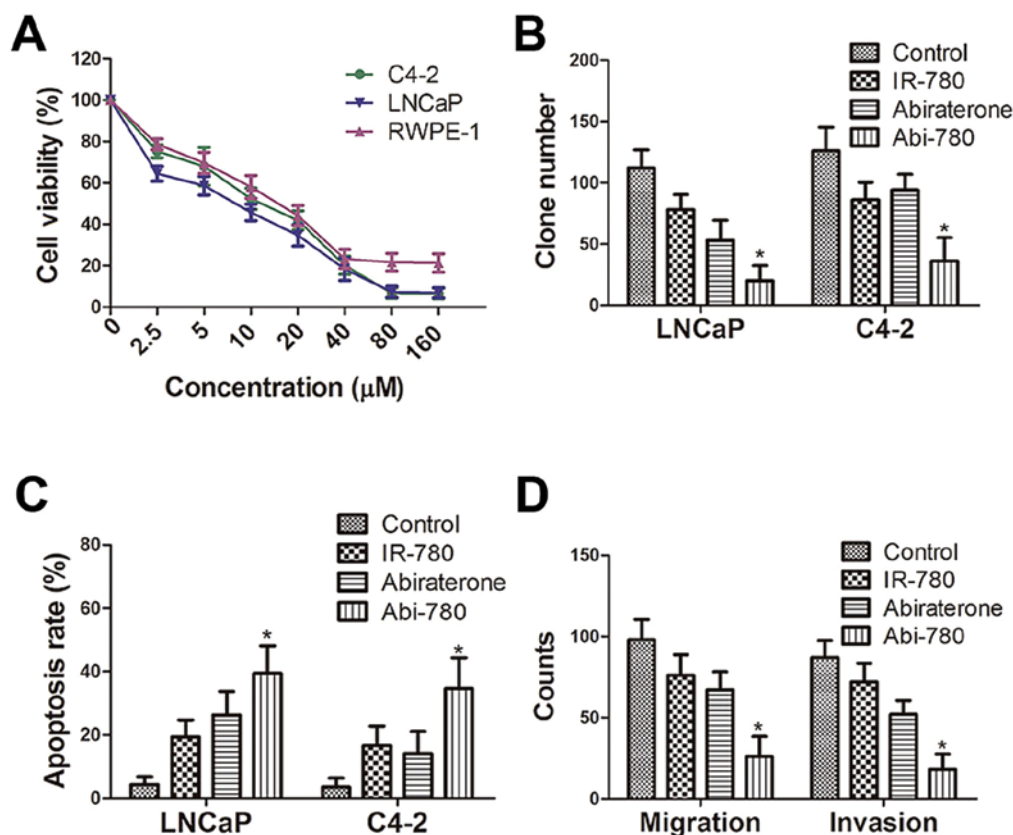 A
120
100
80
60
40
20
0
Cell viability (%)
C4-2
LNCaP
RWPE-1
0 2.5 5 10 20 40 80 160
Concentration (μM)
B
200
150
100
50
0
Clone number
Control
IR-780
Abiraterone
Abi-780
*
*
LNCaP C4-2
C
80
60
40
20
0
Apoptosis rate (%)
Control
IR-780
Abiraterone
Abi-780
*
*
LNCaP C4-2
D
150
100
50
0
Counts
Control
IR-780
Abiraterone
Abi-780
*
*
Migration Invasion